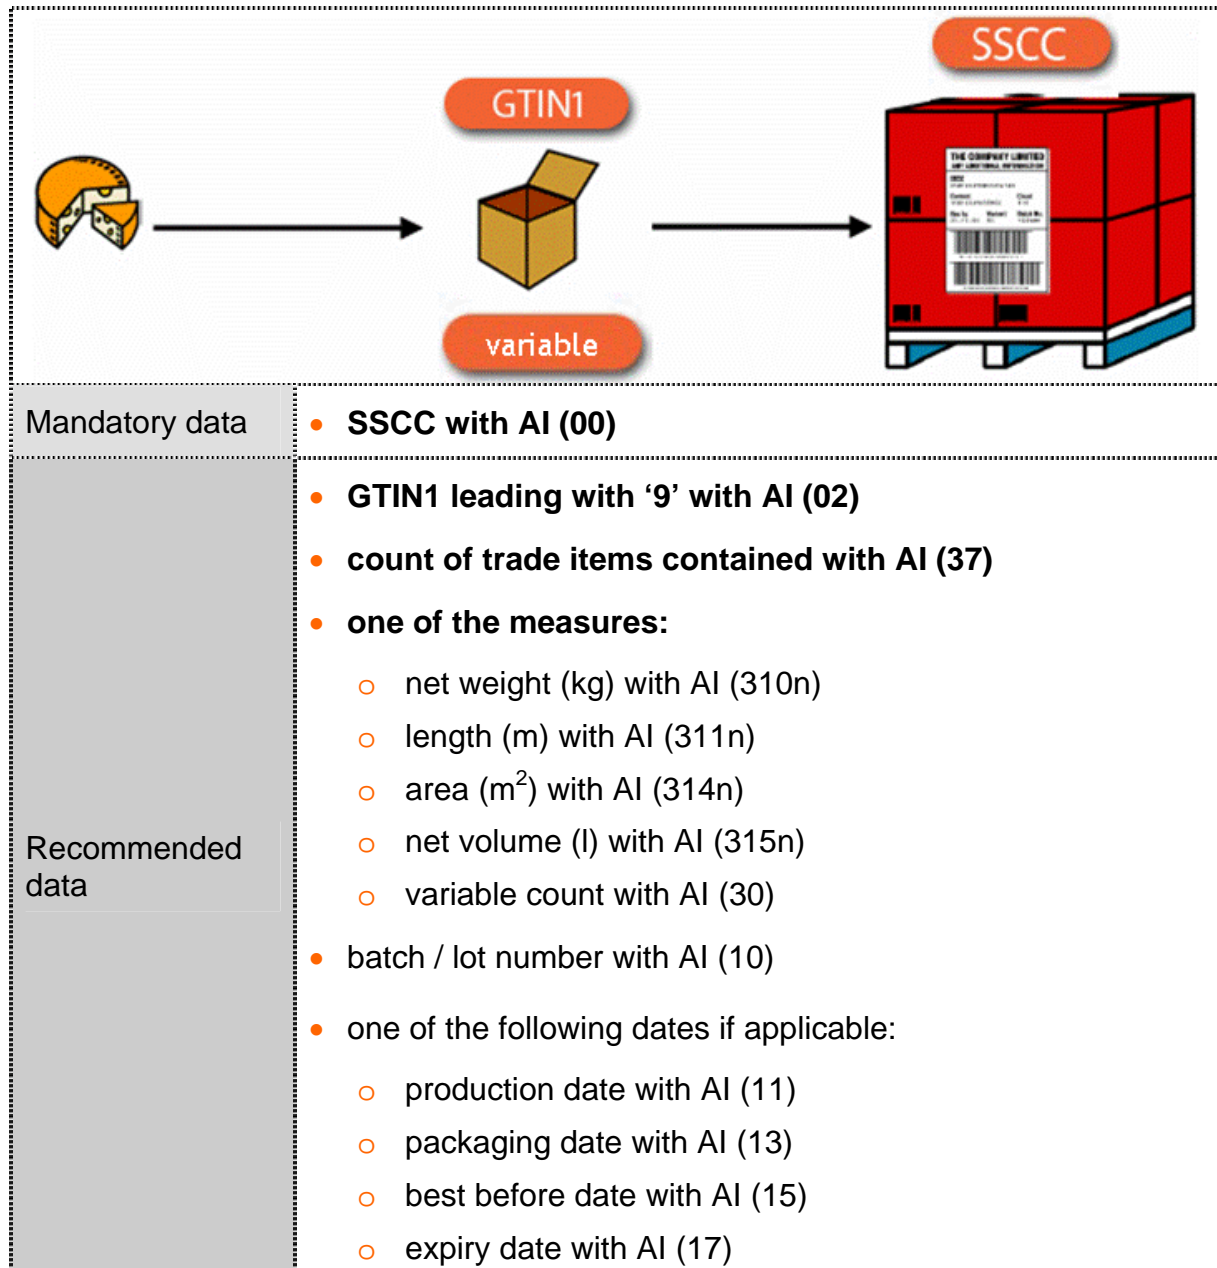 SSCC
GTIN1
THE COMPANY LIMITED
variable
Mandatory data
• SSCC with AI (00)
• GTIN1 leading with ‘9’ with AI (02)
• count of trade items contained with AI (37)
• one of the measures:
o net weight (kg) with AI (310n)
o length (m) with AI (311n)
o area (m²) with AI (314n)
o net volume (l) with AI (315n)
o variable count with AI (30)
Recommended
data
• batch / lot number with AI (10)
• one of the following dates if applicable:
o production date with AI (11)
o packaging date with AI (13)
o best before date with AI (15)
o expiry date with AI (17)